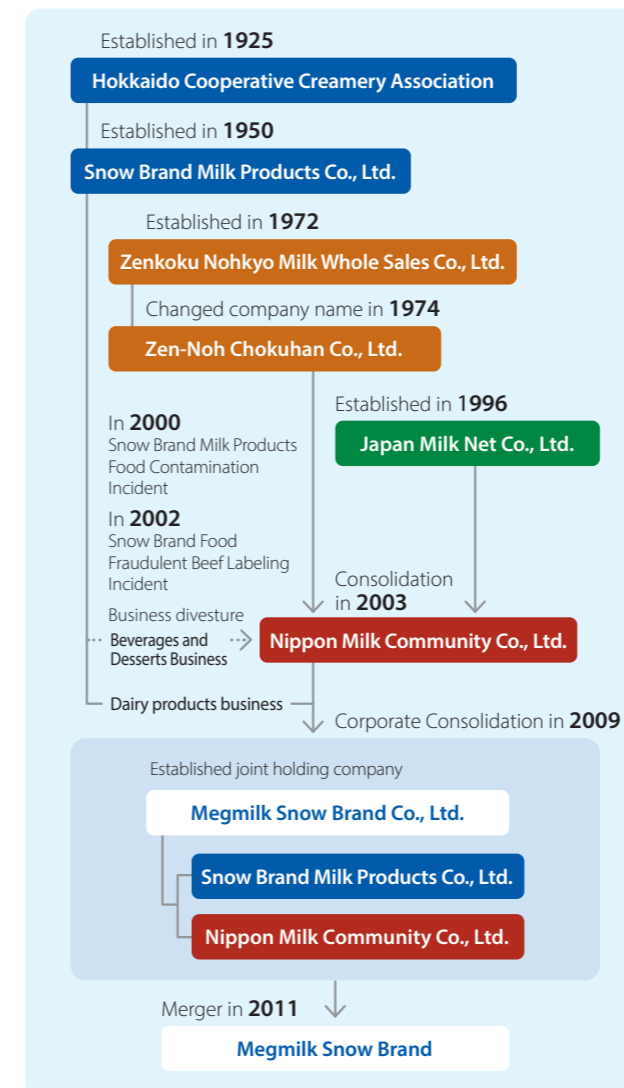 Established in 1925
Hokkaido Cooperative Creamery Association
Established in 1950
Snow Brand Milk Products Co., Ltd.
Established in 1972
Zenkoku Nohkyo Milk Whole Sales Co., Ltd.
Changed company name in 1974
Zen-Noh Chokuhan Co., Ltd.
Established in 1996
Japan Milk Net Co., Ltd.
In 2000
Snow Brand Milk Products
Food Contamination
Incident
In 2002
Snow Brand Food
Fraudulent Beef Labeling
Incident
Consolidation
in 2003
Business divesture
Beverages and
Desserts Business
Nippon Milk Community Co., Ltd.
Dairy products business
Corporate Consolidation in 2009
Established joint holding company
Megmilk Snow Brand Co., Ltd.
Snow Brand Milk Products Co., Ltd.
Nippon Milk Community Co., Ltd.
Merger in 2011
Megmilk Snow Brand